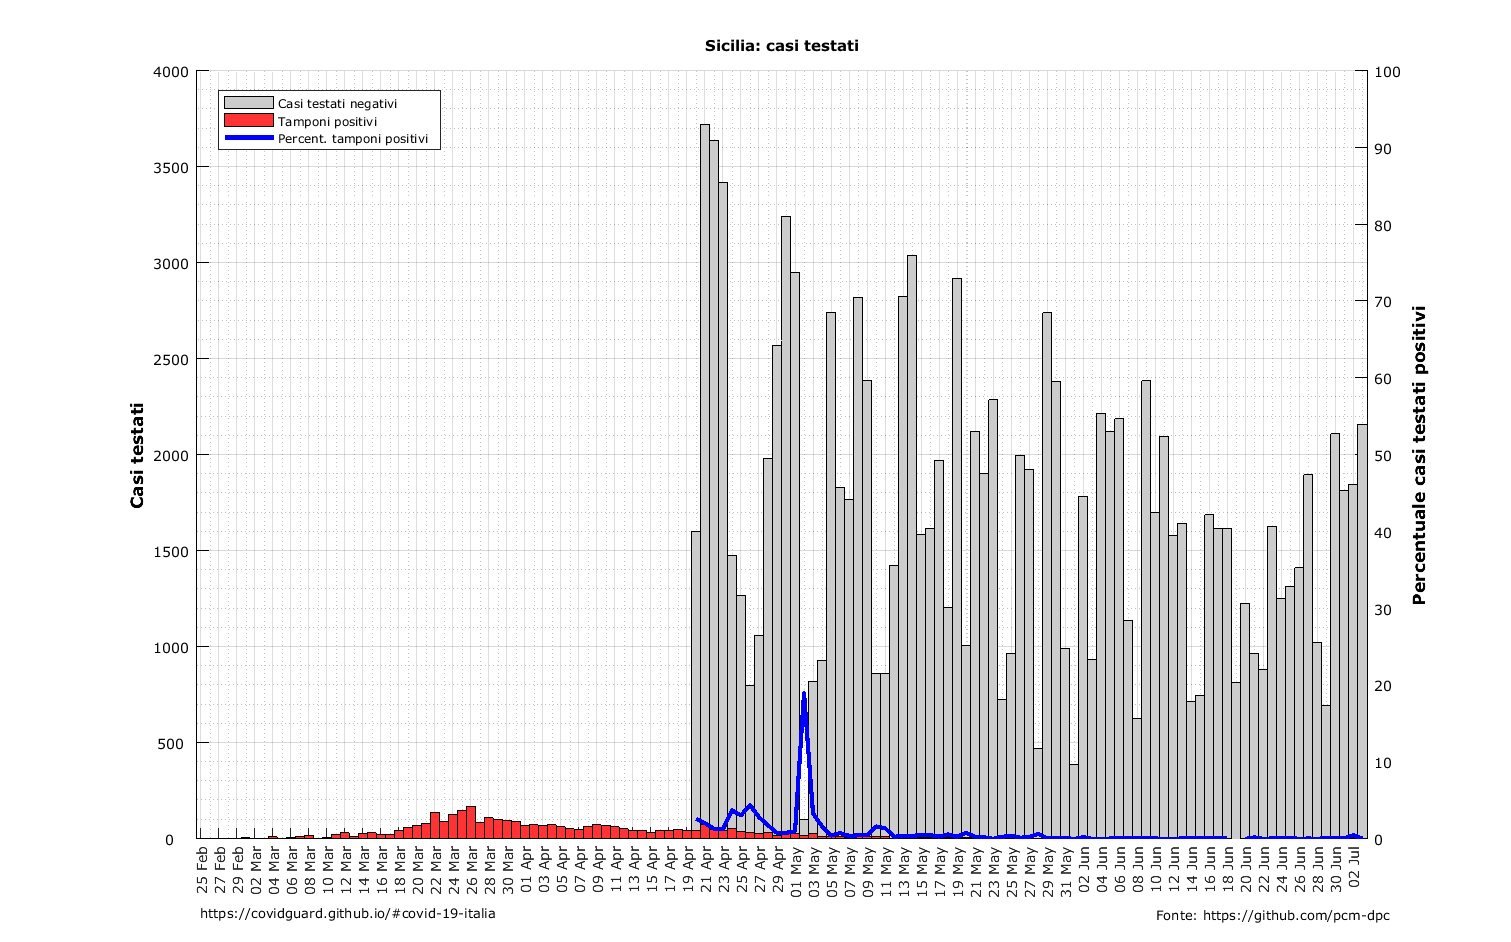 Sicilia: casi testati
Casi testati negativi
Tamponi positivi
Percent. tamponi positivi
Casi testati
4000
3500
3000
2500
2000
1500
1000
500
0
100
90
80
70
60
50
40
30
20
10
0
Percentuale casi testati positivi
25 Feb
27 Feb
29 Feb
02 Mar
04 Mar
06 Mar
08 Mar
10 Mar
12 Mar
14 Mar
16 Mar
18 Mar
20 Mar
22 Mar
24 Mar
26 Mar
28 Mar
30 Mar
01 Apr
03 Apr
05 Apr
07 Apr
09 Apr
11 Apr
13 Apr
15 Apr
17 Apr
19 Apr
21 Apr
23 Apr
25 Apr
27 Apr
29 Apr
01 May
03 May
05 May
07 May
09 May
11 May
13 May
15 May
17 May
19 May
21 May
23 May
25 May
27 May
29 May
31 May
02 Jun
04 Jun
06 Jun
08 Jun
10 Jun
12 Jun
14 Jun
16 Jun
18 Jun
20 Jun
22 Jun
24 Jun
26 Jun
28 Jun
30 Jun
02 Jul
https://covidguard.github.io/#covid-19-italia
Fonte: https://github.com/pcm-dpc